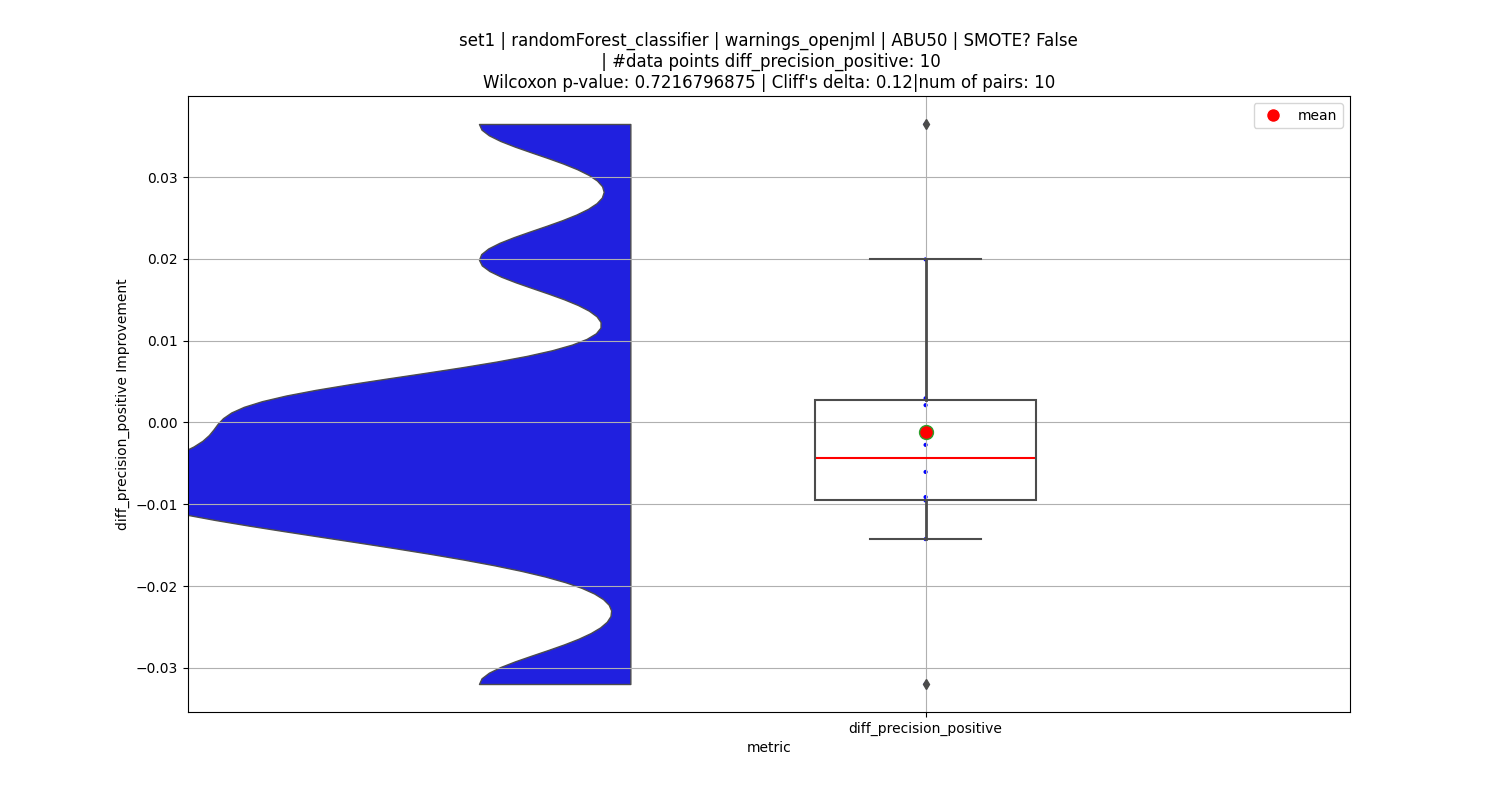 set1 | randomForest_classifier | warnings_openjml | ABU50 | SMOTE? False
| #data points diff_precision_positive: 10
Wilcoxon p-value: 0.7216796875 | Cliff's delta: 0.12|num of pairs: 10
mean
0.03
0.02
0.01
0.00
−0.01
−0.02
−0.03
diff_precision_positive Improvement
diff_precision_positive
metric